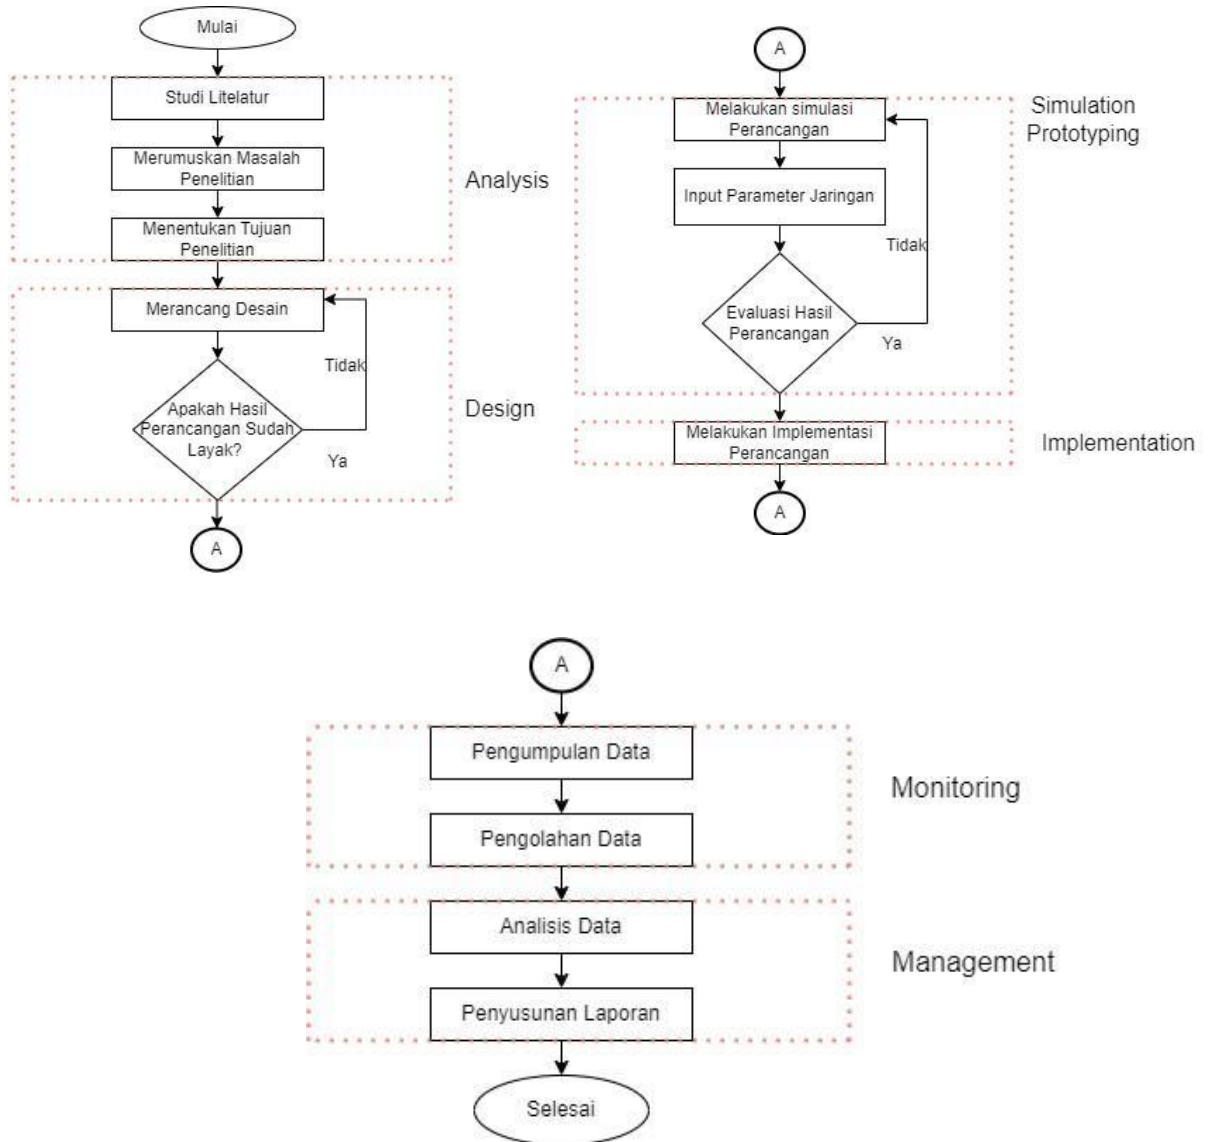 Mulai
Studi Litelatur
Merumuskan Masalah
Penelitian
Menentukan Tujuan
Penelitian
Analysis
Merancang Desain
Tidak
Apakah Hasil
Perancangan Sudah
Layak?
Ya
Design
A
A
Melakukan simulasi
Perancangan
Simulation
Prototyping
Input Parameter Jaringan
Tidak
Evaluasi Hasil
Perancangan
Ya
Melakukan Implementasi
Perancangan
Implementation
A
A
Pengumpulan Data
Monitoring
Pengolahan Data
Analisis Data
Management
Penyusunan Laporan
Selesai